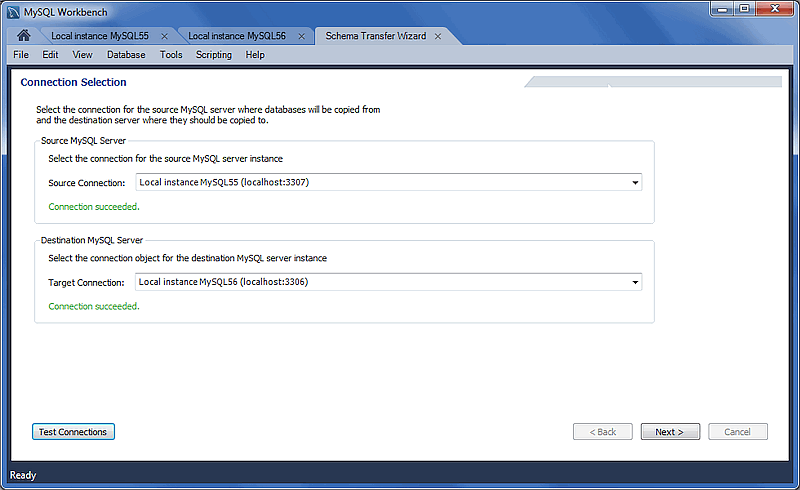 MySQL Workbench
Local instance MySQL55 Local instance MySQL56 Schema Transfer Wizard
File Edit View Database Tools Scripting Help
Connection Selection
Select the connection for the source MySQL server where databases will be copied from
and the destination server where they should be copied to.
Source MySQL Server
Select the connection for the source MySQL server instance
Source Connection: Local instance MySQL55 (localhost:3307)
Connection succeeded.
Destination MySQL Server
Select the connection object for the destination MySQL server instance
Target Connection: Local instance MySQL56 (localhost:3306)
Connection succeeded.
Test Connections < Back Next > Cancel
Ready